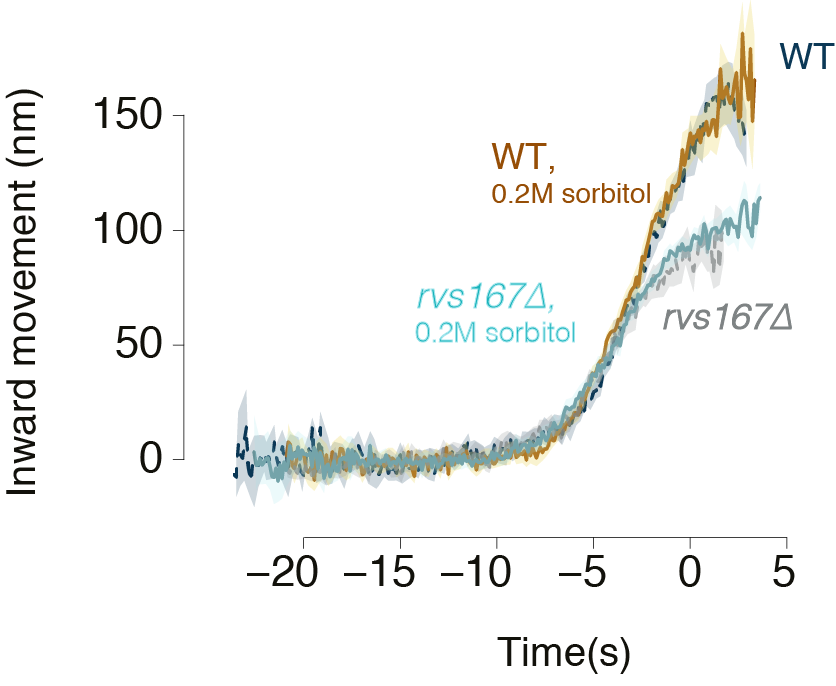 WT
WT,
0.2M sorbitol
rvs167Δ,
0.2M sorbitol
rvs167Δ
Inward movement (nm)
150
100
50
0
−20 −15 −10 −5 0 5
Time(s)